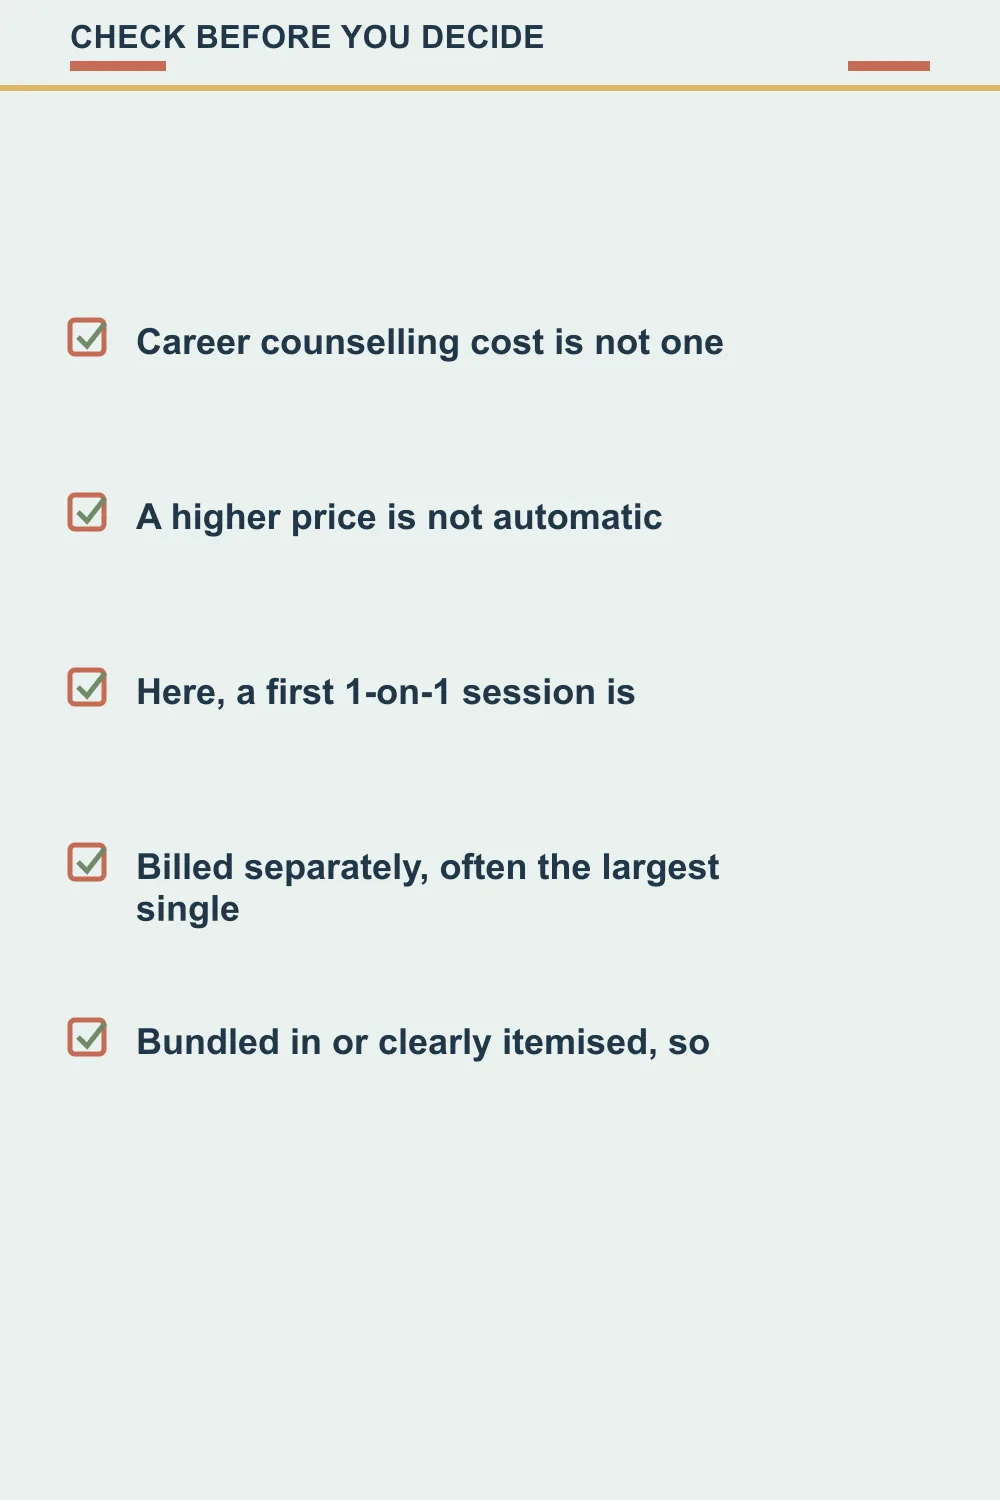 CHECK BEFORE YOU DECIDE
Career counselling cost is not one
A higher price is not automatic
Here, a first 1-on-1 session is
Billed separately, often the largest
single
Bundled in or clearly itemised, so